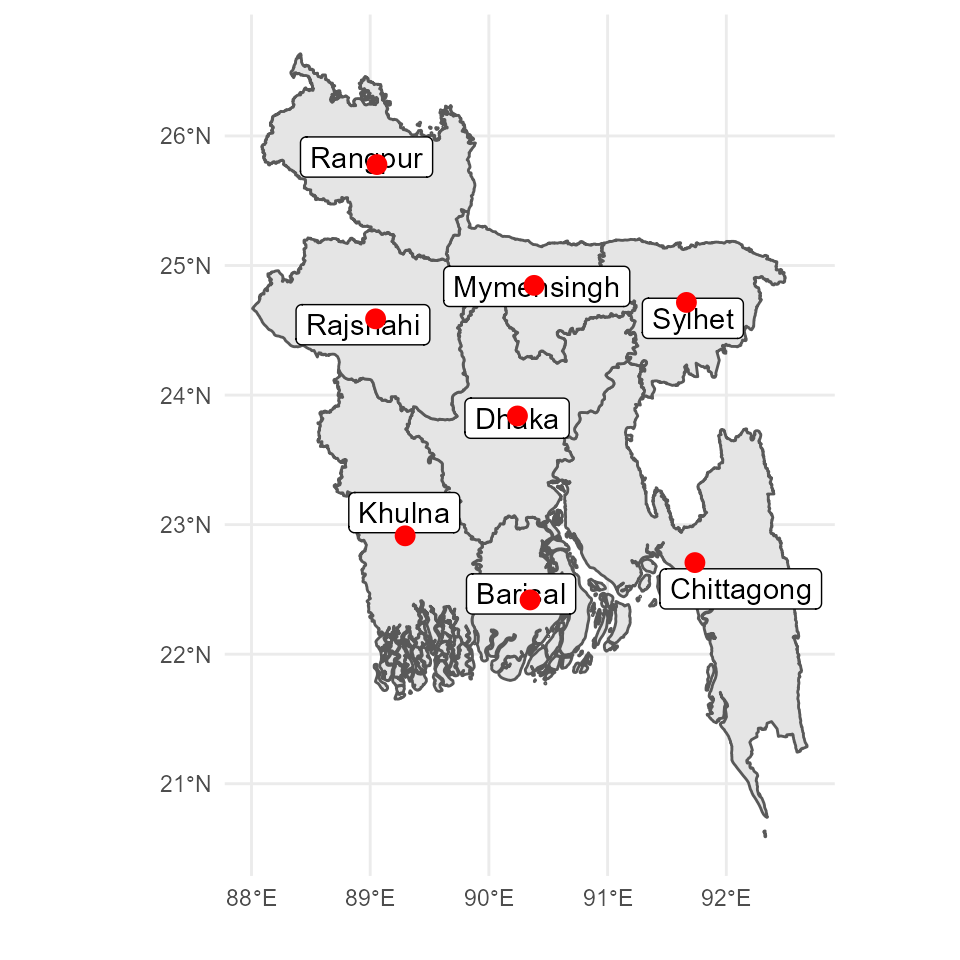 26°N
25°N
24°N
23°N
22°N
21°N
Rangpur
Mymensingh
Rajshahi
Sylhet
Dhaka
Khulna
Barisal
Chittagong
88°E 89°E 90°E 91°E 92°E